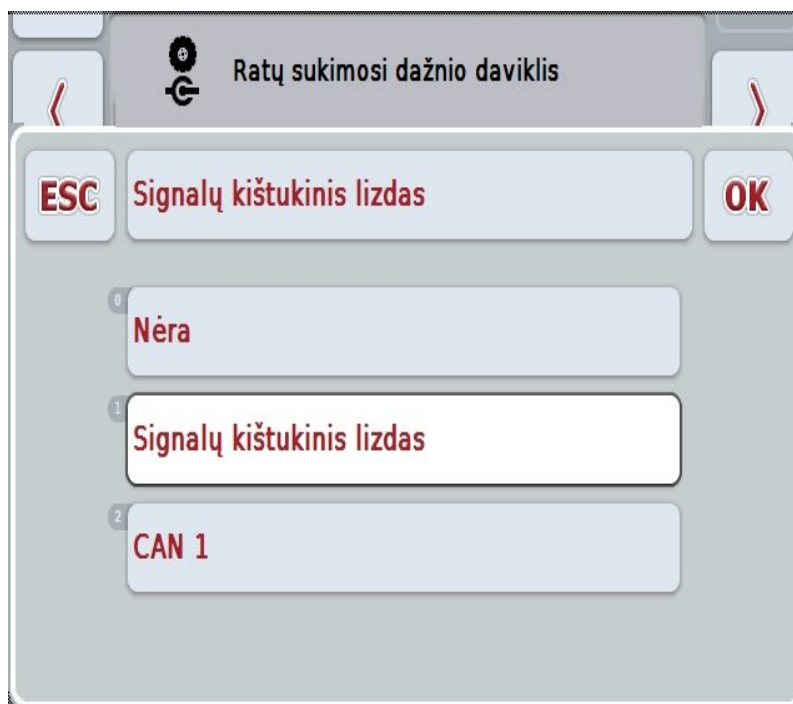 Ratų sukimosi dažnio daviklis
ESC
Signalų kištukinis lizdas
OK
0
Nėra
1
Signalų kištukinis lizdas
2
CAN 1